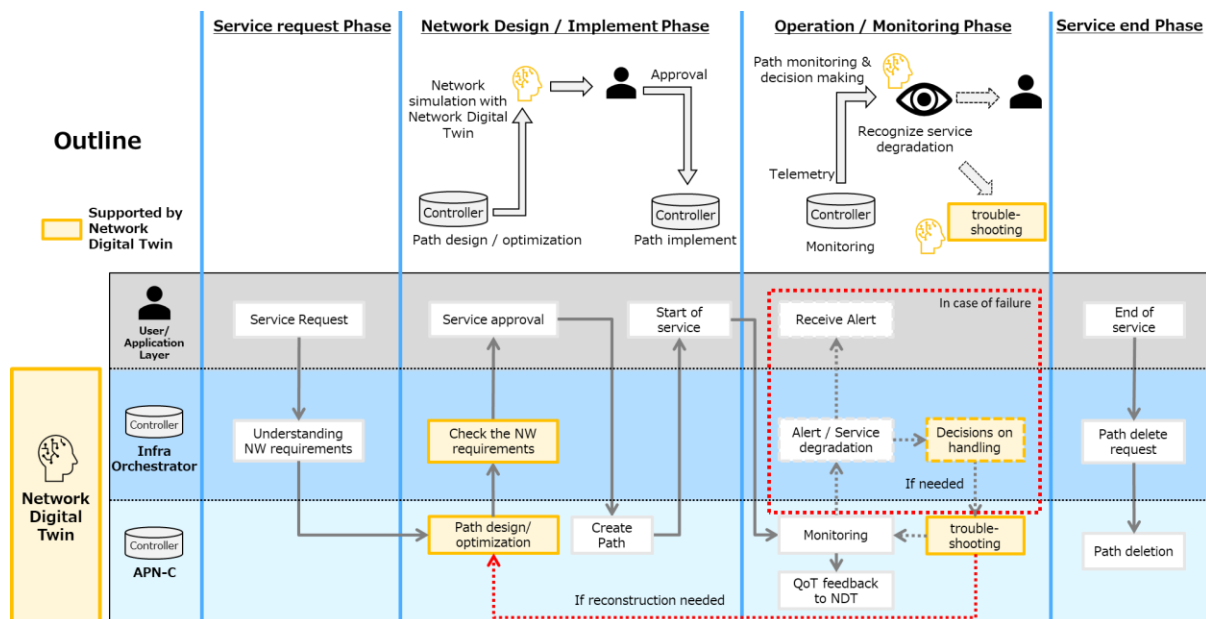 Service request Phase
Network Design / Implement Phase
Operation / Monitoring Phase
Service end Phase
Outline
Supported by
Network
Digital Twin
Network
simulation with
Network Digital
Twin
Approval
Controller
Path design / optimization
Controller
Path implement
Path monitoring &
decision making
Recognize service
degradation
Telemetry
Controller
Monitoring
trouble-
shooting
User/
Application
Layer
Service Request
Service approval
Start of
service
In case of failure
Receive Alert
End of
service
Controller
Infra
Orchestrator
Understanding
NW requirements
Check the NW
requirements
Alert / Service
degradation
Decisions on
handling
If needed
Path delete
request
Network
Digital
Twin
Controller
APN-C
Path design/
optimization
Create
Path
Monitoring
trouble-
shooting
Path deletion
QoT feedback
to NDT
If reconstruction needed